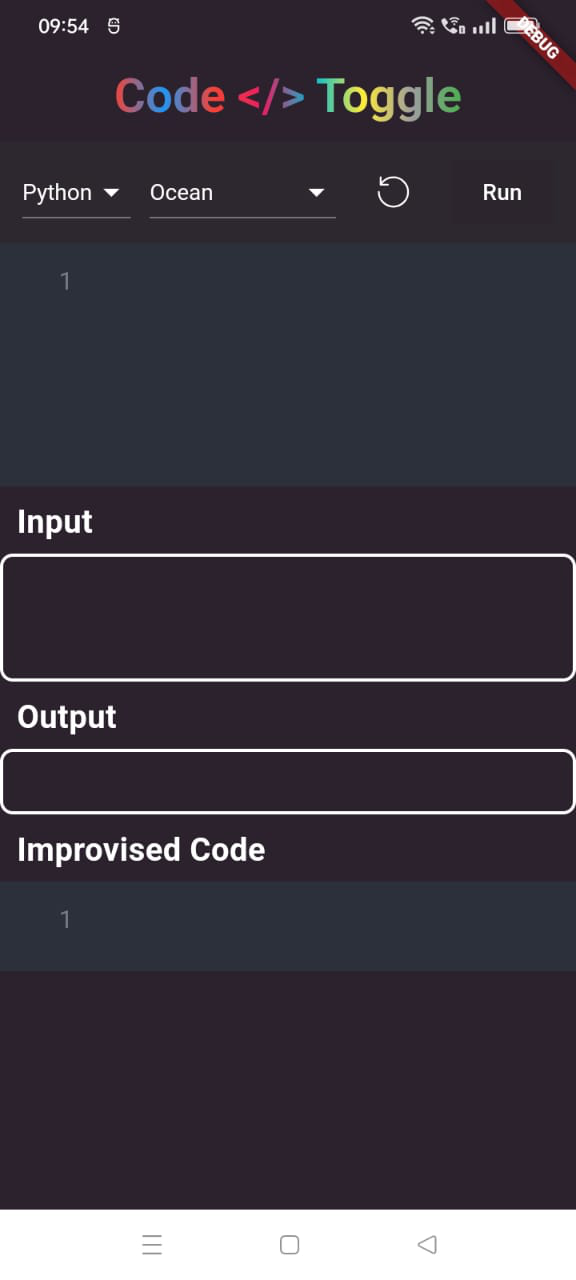 09:54
DEBUG
Code </> Toggle
Python Ocean Run
1
Input
Output
Improvised Code
1